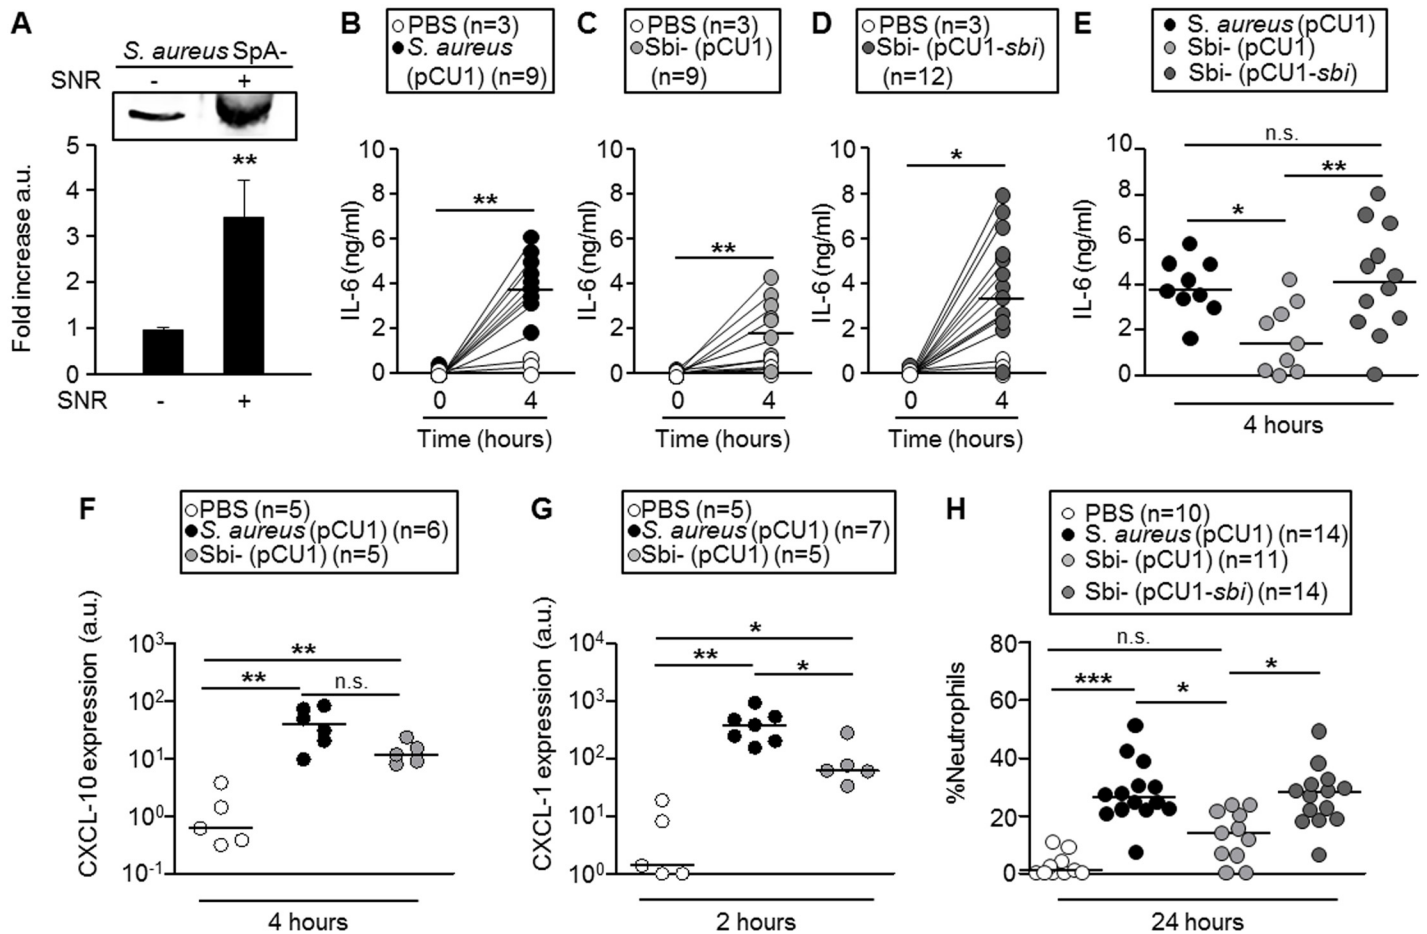 A
S. aureus SpA-
SNR - +
**
Fold increase a.u.
5
4
3
2
1
0
SNR - +
B
PBS (n=3)
S. aureus
(pCU1) (n=9)
IL-6 (ng/ml)
10
8
6
4
2
0
**
0 4
Time (hours)
C
PBS (n=3)
Sbi- (pCU1)
(n=9)
IL-6 (ng/ml)
10
8
6
4
2
0
**
0 4
Time (hours)
D
PBS (n=3)
Sbi- (pCU1-sbi)
(n=12)
IL-6 (ng/ml)
10
8
6
4
2
0
*
0 4
Time (hours)
E
S. aureus (pCU1)
Sbi- (pCU1)
Sbi- (pCU1-sbi)
IL-6 (ng/ml)
10
8
6
4
2
0
n.s.
**
*
4 hours
F
PBS (n=5)
S. aureus (pCU1) (n=6)
Sbi- (pCU1) (n=5)
CXCL-10 expression (a.u.)
10³
10²
10¹
10⁰
10⁻¹
**
** n.s.
4 hours
G
PBS (n=5)
S. aureus (pCU1) (n=7)
Sbi- (pCU1) (n=5)
CXCL-1 expression (a.u.)
10⁴
10³
10²
10¹
10⁰
*
** *
2 hours
H
PBS (n=10)
S. aureus (pCU1) (n=14)
Sbi- (pCU1) (n=11)
Sbi- (pCU1-sbi) (n=14)
%Neutrophils
80
60
40
20
0
n.s.
*** * *
24 hours